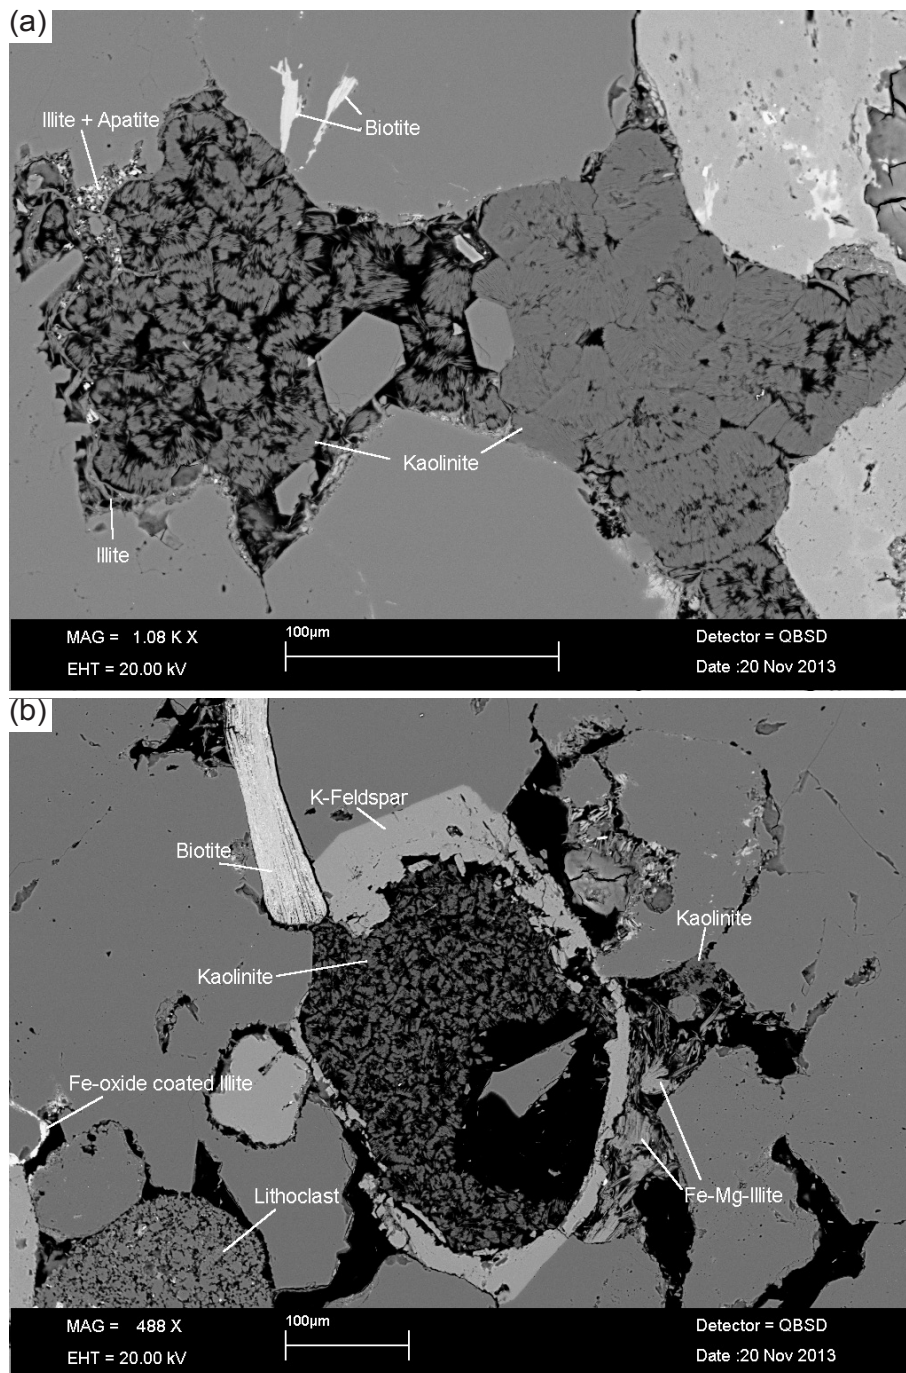 (a)
Illite + Apatite
Biotite
Kaolinite
Illite
MAG = 1.08 K X
100µm
Detector = QBSD
EHT = 20.00 kV
Date :20 Nov 2013
(b)
K-Feldspar
Biotite
Kaolinite
Kaolinite
Fe-oxide coated Illite
Lithoclast
Fe-Mg-Illite
MAG = 488 X
100µm
Detector = QBSD
EHT = 20.00 kV
Date :20 Nov 2013